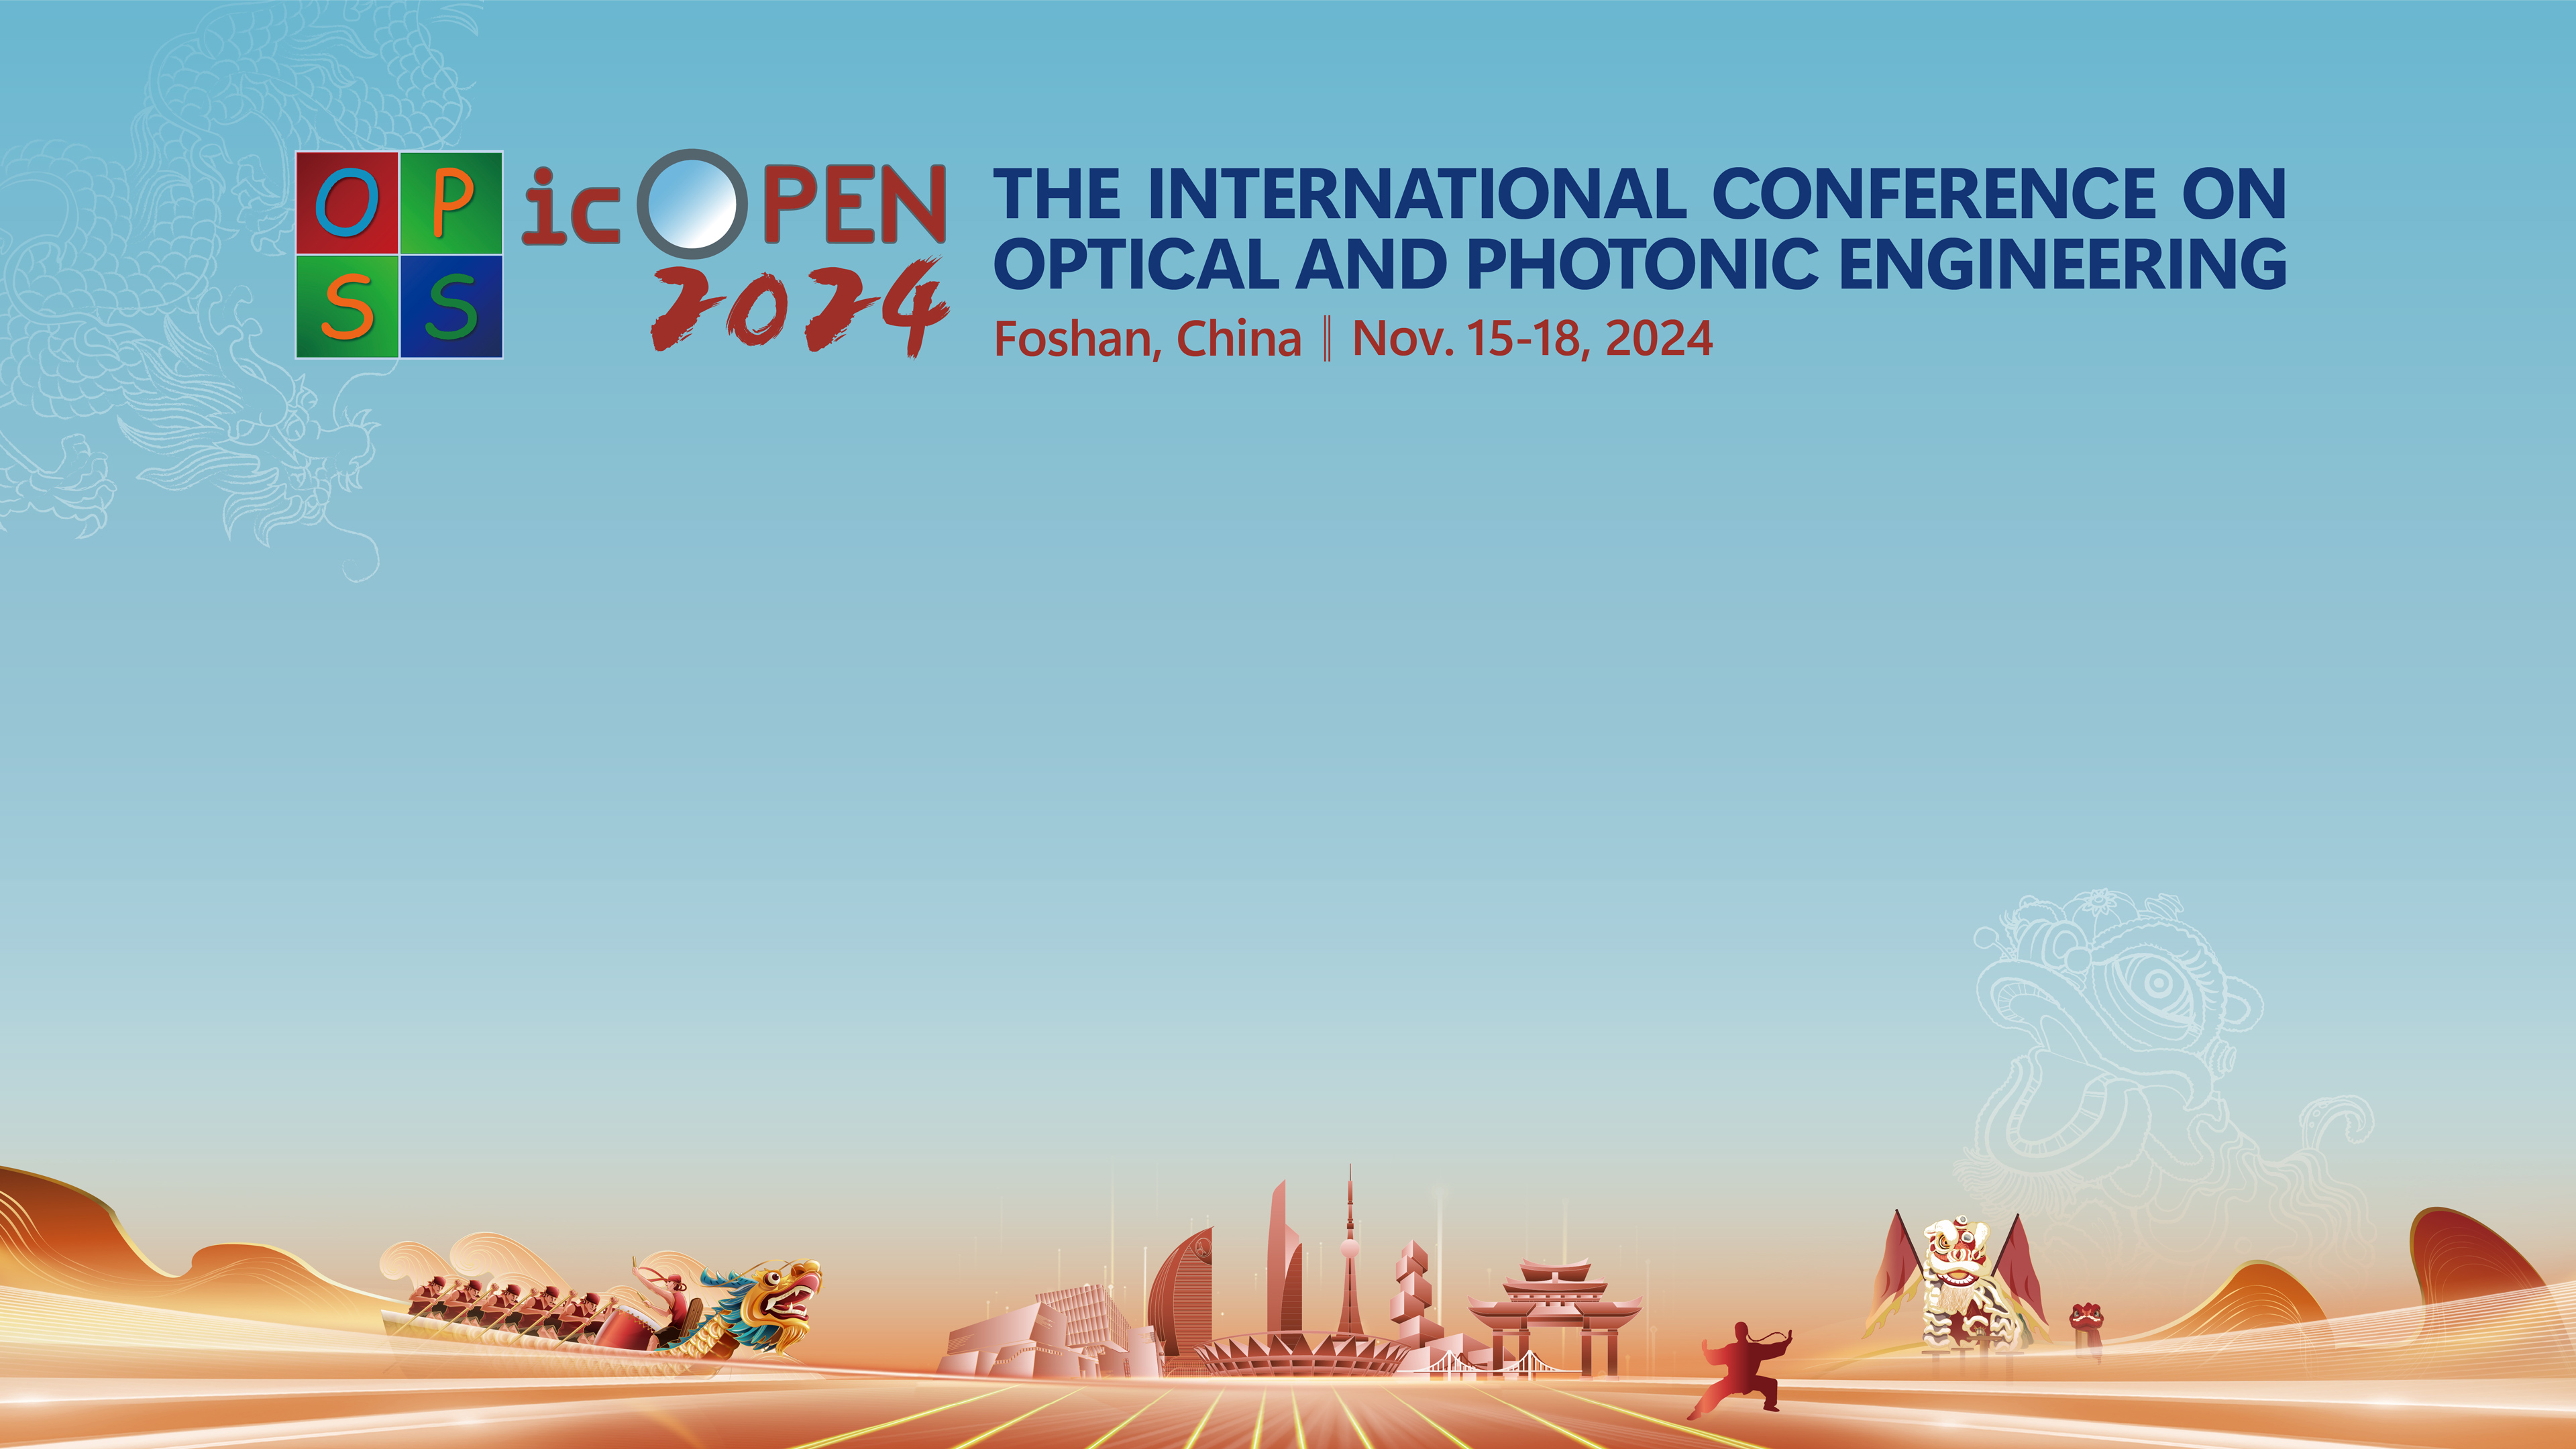 O P
S S
icOPEN
2024
THE INTERNATIONAL CONFERENCE ON
OPTICAL AND PHOTONIC ENGINEERING
Foshan, China ‖ Nov. 15-18, 2024